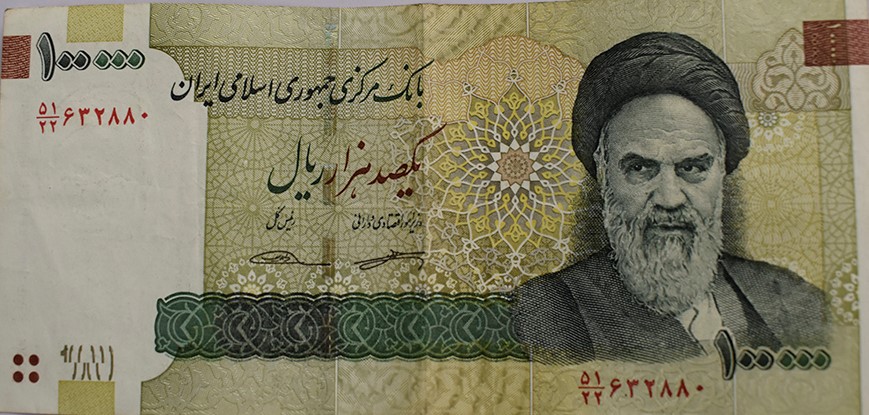 ۱۰۰۰۰۰
۱۰۰۰۰۰
بانک مرکزی جمهوری اسلامی ایران
۵۱/۲۲ ۶۳۲۸۸۰
یکصد هزار ریال
وزیر امور اقتصادی و دارائی
رئیس کل
۱۰۰۰۰۰
۵۱/۲۲ ۶۳۲۸۸۰